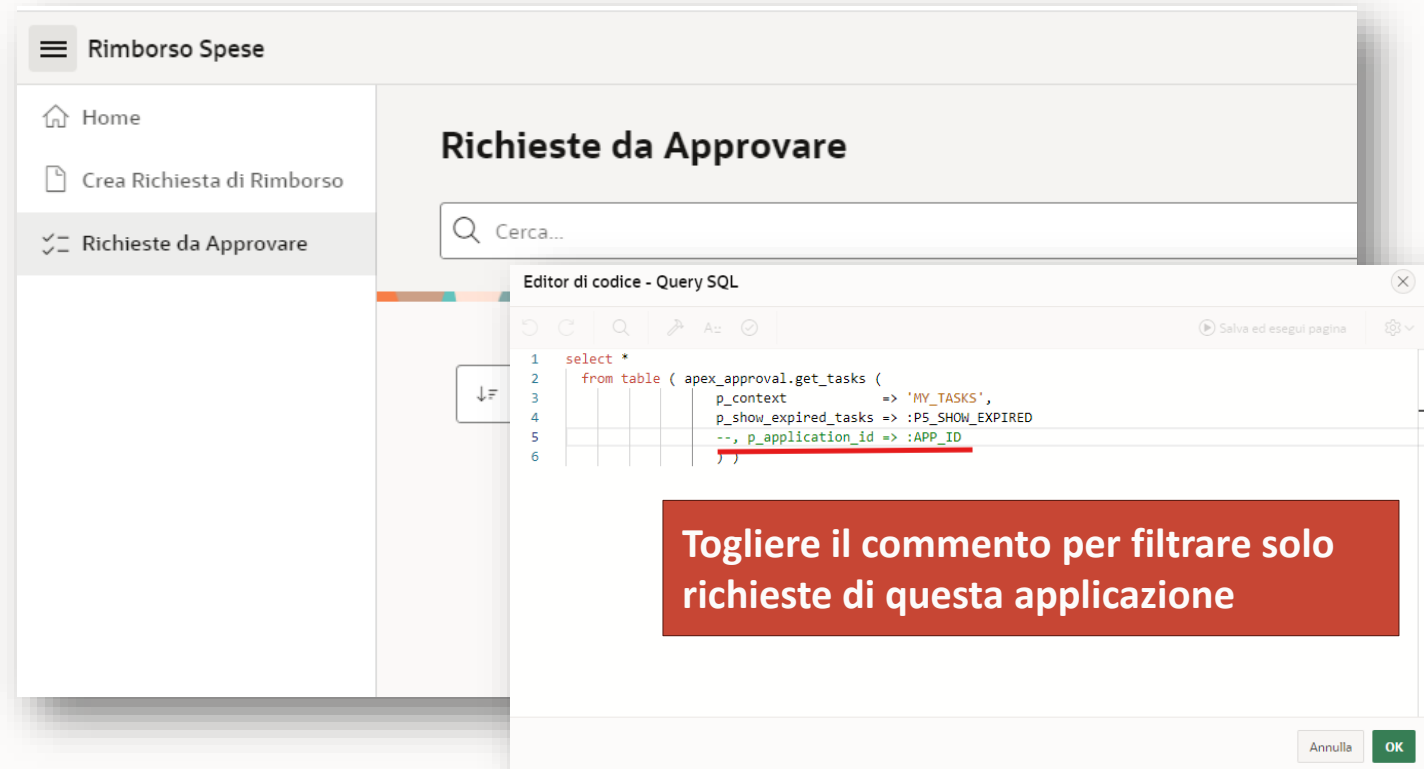 Rimborso Spese
Home
Crea Richiesta di Rimborso
Richieste da Approvare
Richieste da Approvare
Cerca...
Editor di codice - Query SQL
Salva ed esegui pagina
1 select *
2 from table ( apex_approval.get_tasks (
3 p_context => 'MY_TASKS',
4 p_show_expired_tasks => :P5_SHOW_EXPIRED
5 --, p_application_id => :APP_ID
6 ) )
Togliere il commento per filtrare solo
richieste di questa applicazione
Annulla
OK